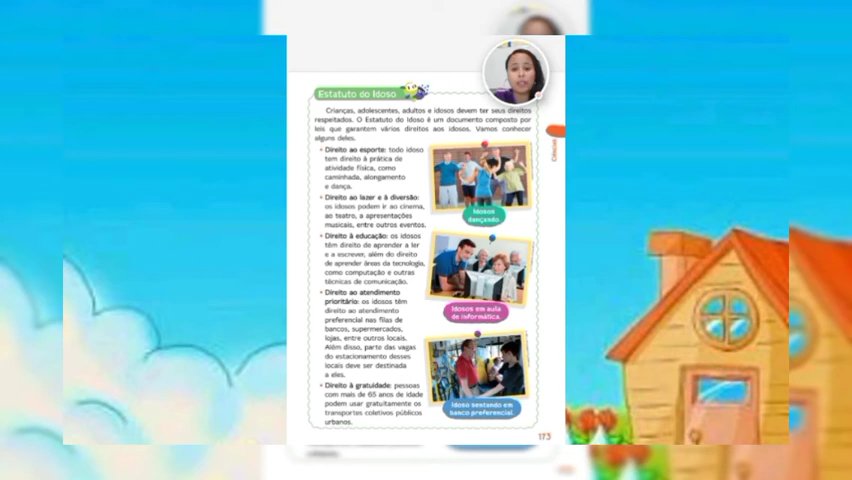 Estatuto do Idoso
Crianças, adolescentes, adultos e idosos devem ter seus direitos
respeitados. O Estatuto do Idoso é um documento composto por
leis que garantem vários direitos aos idosos. Vamos conhecer
alguns deles.
• Direito ao esporte: todo idoso
tem direito à prática de
atividade física, como
caminhada, alongamento
e dança.
• Direito ao lazer e à diversão:
os idosos podem ir ao cinema,
ao teatro, a apresentações
musicais, entre outros eventos.
• Direito à educação: os idosos
têm direito de aprender a ler
e a escrever, além do direito
de aprender áreas da tecnologia,
como computação e outras
técnicas de comunicação.
• Direito ao atendimento
prioritário: os idosos têm
direito ao atendimento
preferencial nas filas de
bancos, supermercados,
lojas, entre outros locais.
Além disso, parte das vagas
do estacionamento desses
locais deve ser destinada
a eles.
• Direito à gratuidade: pessoas
com mais de 65 anos de idade
podem usar gratuitamente os
transportes coletivos públicos
urbanos.
Idosos
dançando.
Idosos em aula
de informática.
Idoso sentando em
banco preferencial.
Ciências
173